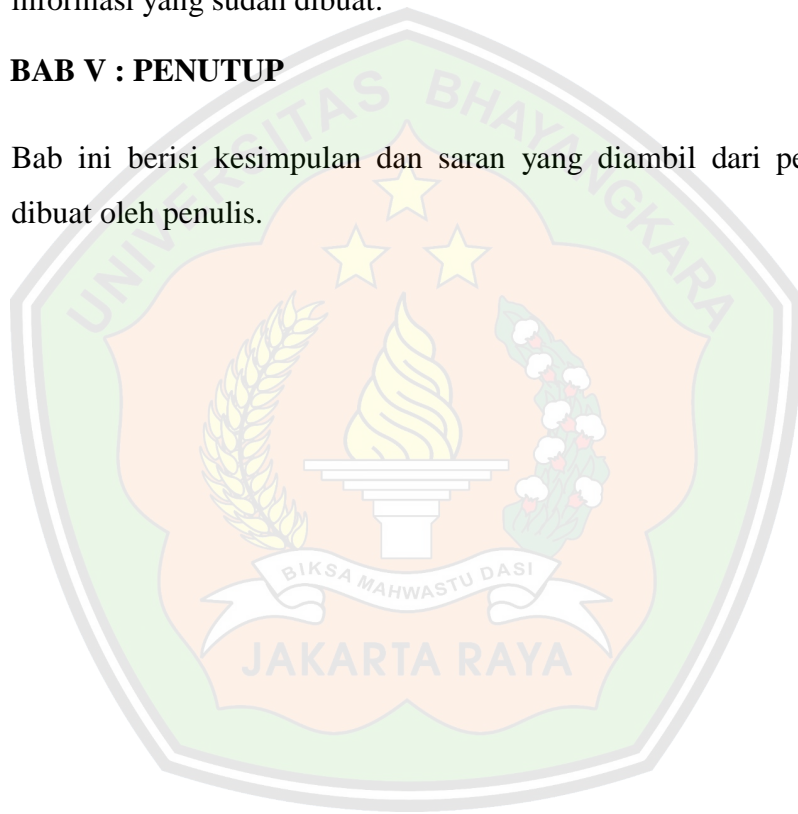 informasi yang sudah dibuat.
BAB V : PENUTUP
Bab ini berisi kesimpulan dan saran yang diambil dari
dibuat oleh penulis.
UNIVERSITAS BHAYANGKARA
BIKSA MAHWASTU DASI
JAKARTA RAYA